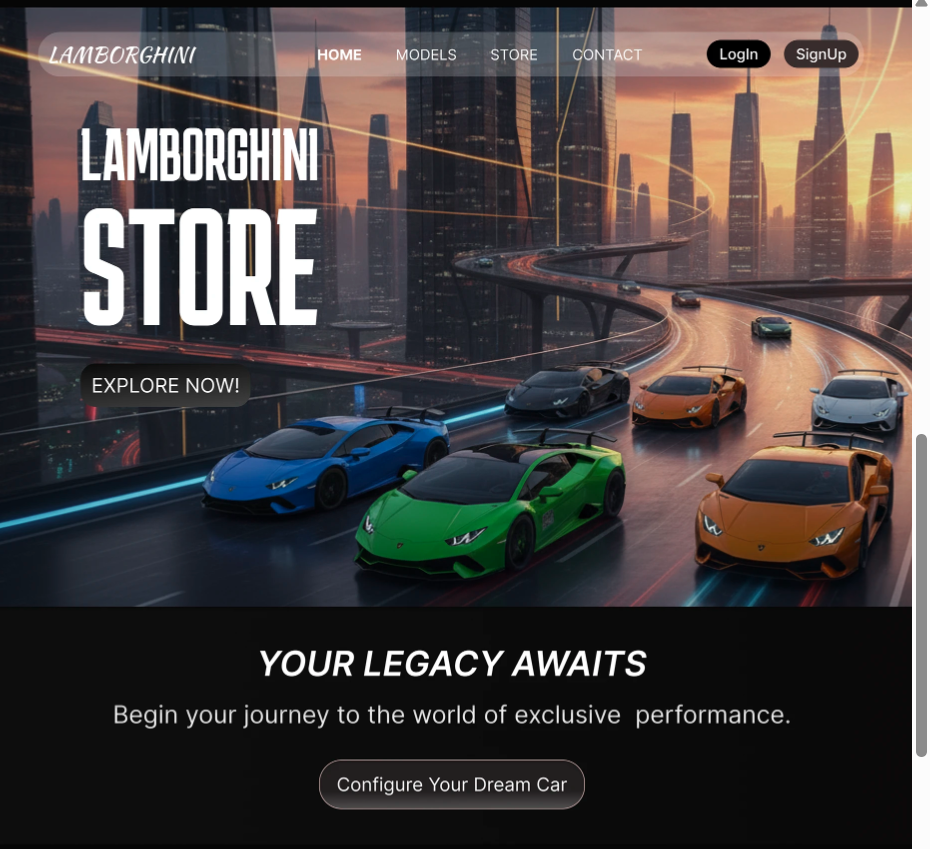 LAMBORGHINI HOME MODELS STORE CONTACT LogIn SignUp
LAMBORGHINI
STORE
EXPLORE NOW!
YOUR LEGACY AWAITS
Begin your journey to the world of exclusive  performance.
Configure Your Dream Car